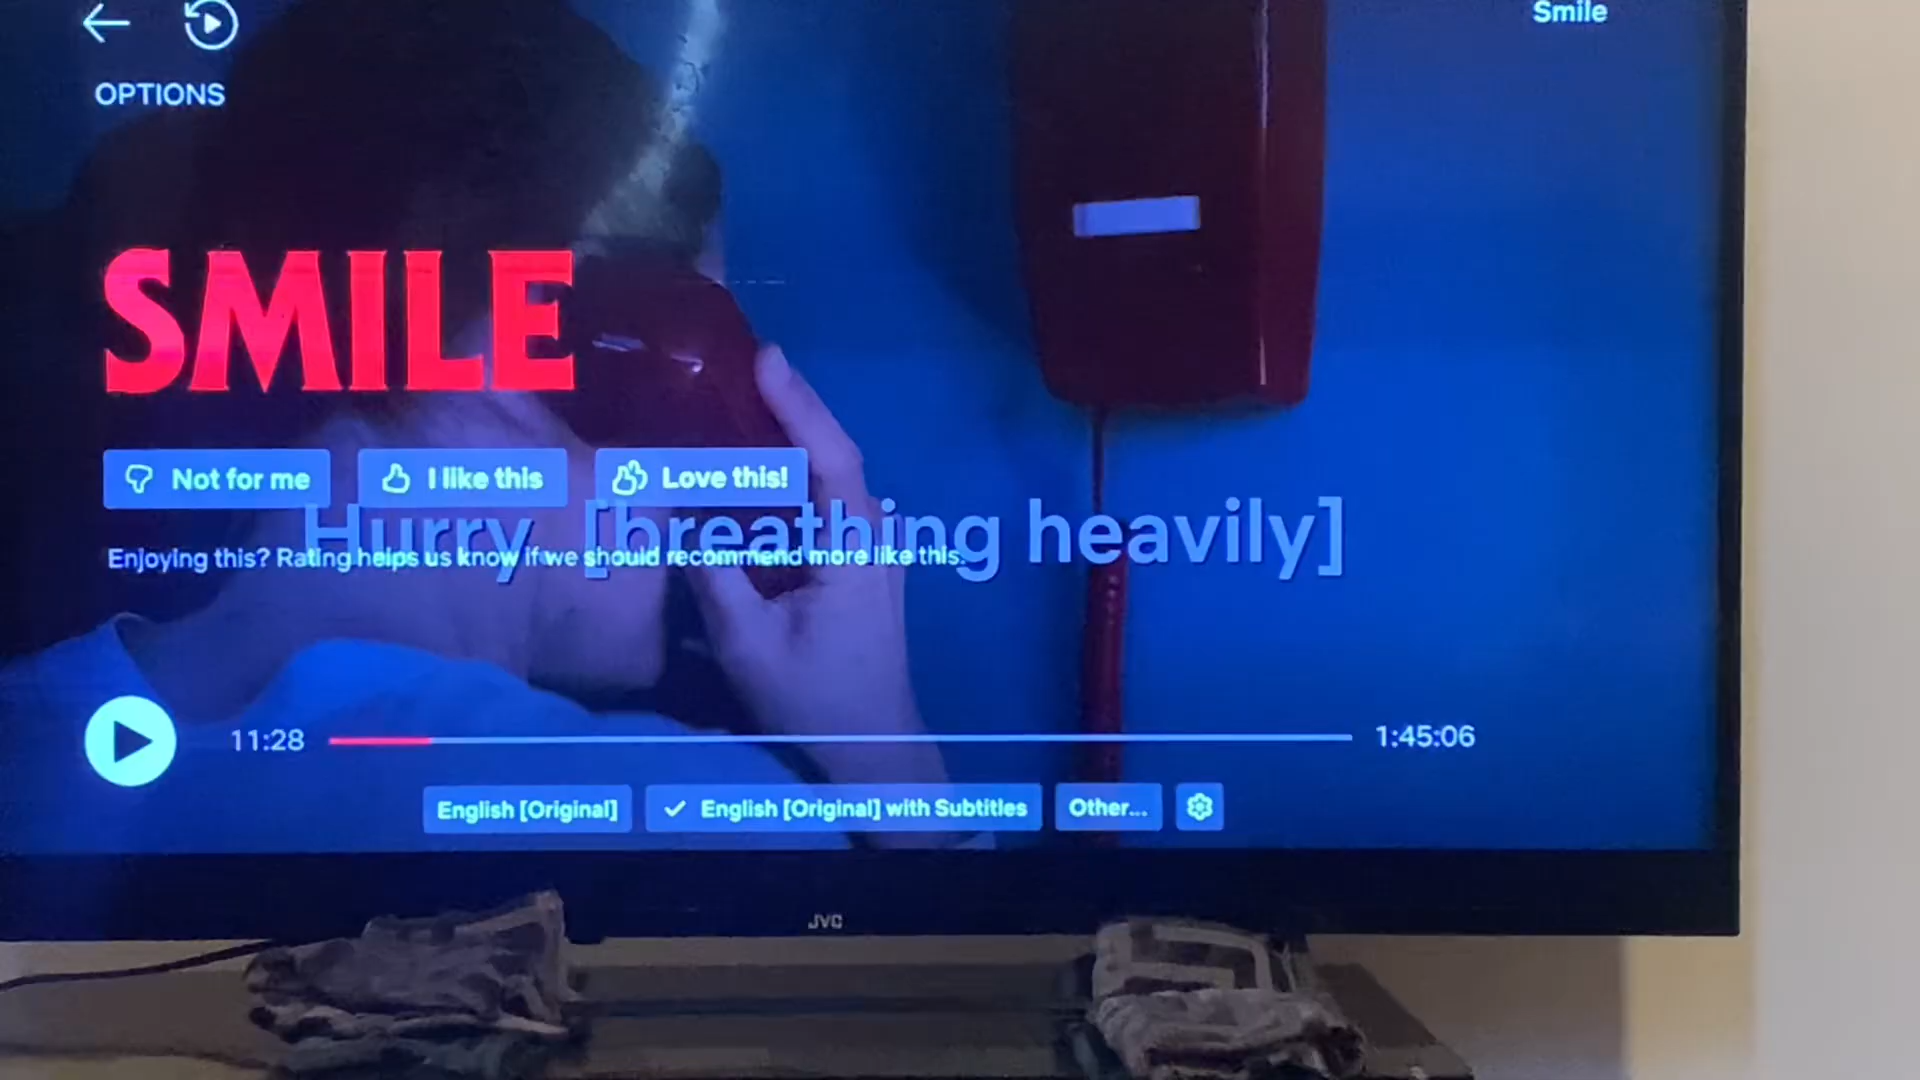 Smile
OPTIONS
SMILE
Not for me
I like this
Love this!
Hurry. [breathing heavily]
Enjoying this? Rating helps us know if we should recommend more like this.
11:28
1:45:06
English [Original]
English [Original] with Subtitles
Other...
JVC